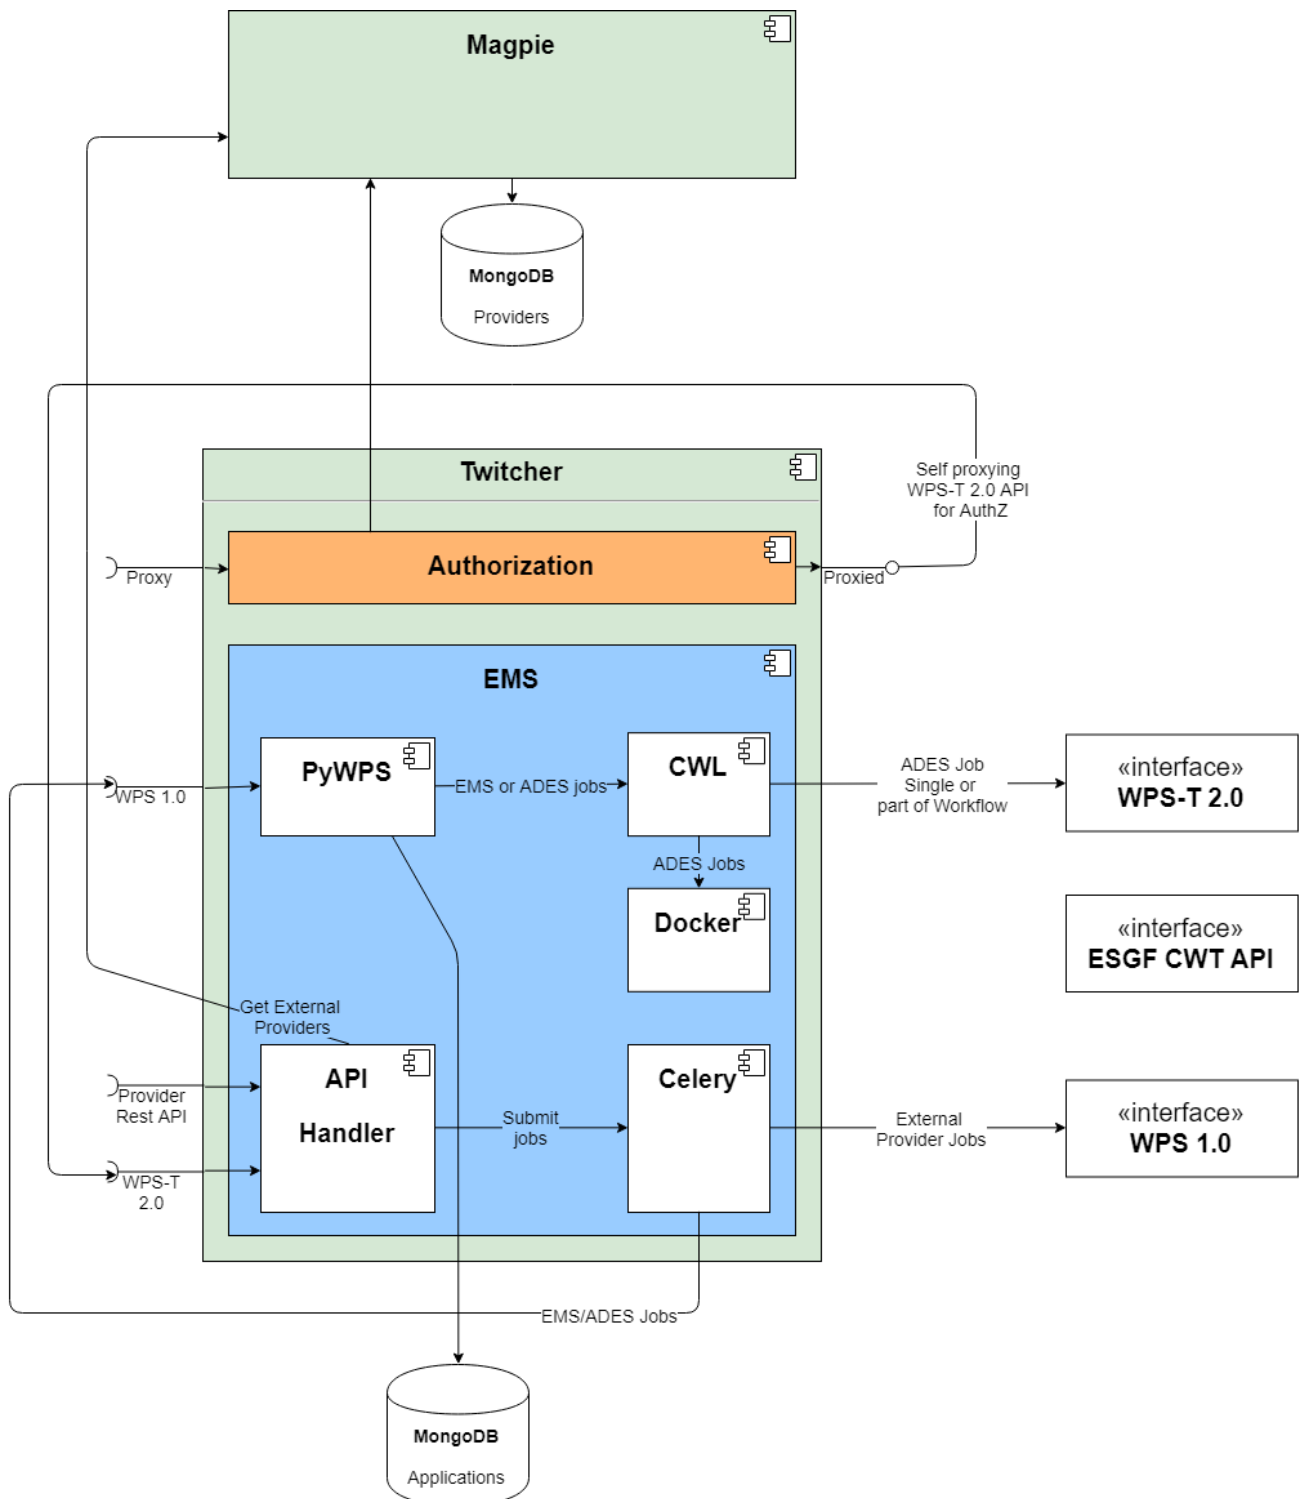 Magpie
MongoDB
Providers
Twitcher
Self proxying
WPS-T 2.0 API
for AuthZ
Authorization
Proxy
Proxied
EMS
PyWPS
EMS or ADES jobs
CWL
ADES Job
Single or
part of Workflow
«interface»
WPS-T 2.0
WPS 1.0
ADES Jobs
Docker
«interface»
ESGF CWT API
Get External
Providers
API
Handler
Submit
jobs
Celery
External
Provider Jobs
«interface»
WPS 1.0
Provider
Rest API
WPS-T
2.0
EMS/ADES Jobs
MongoDB
Applications